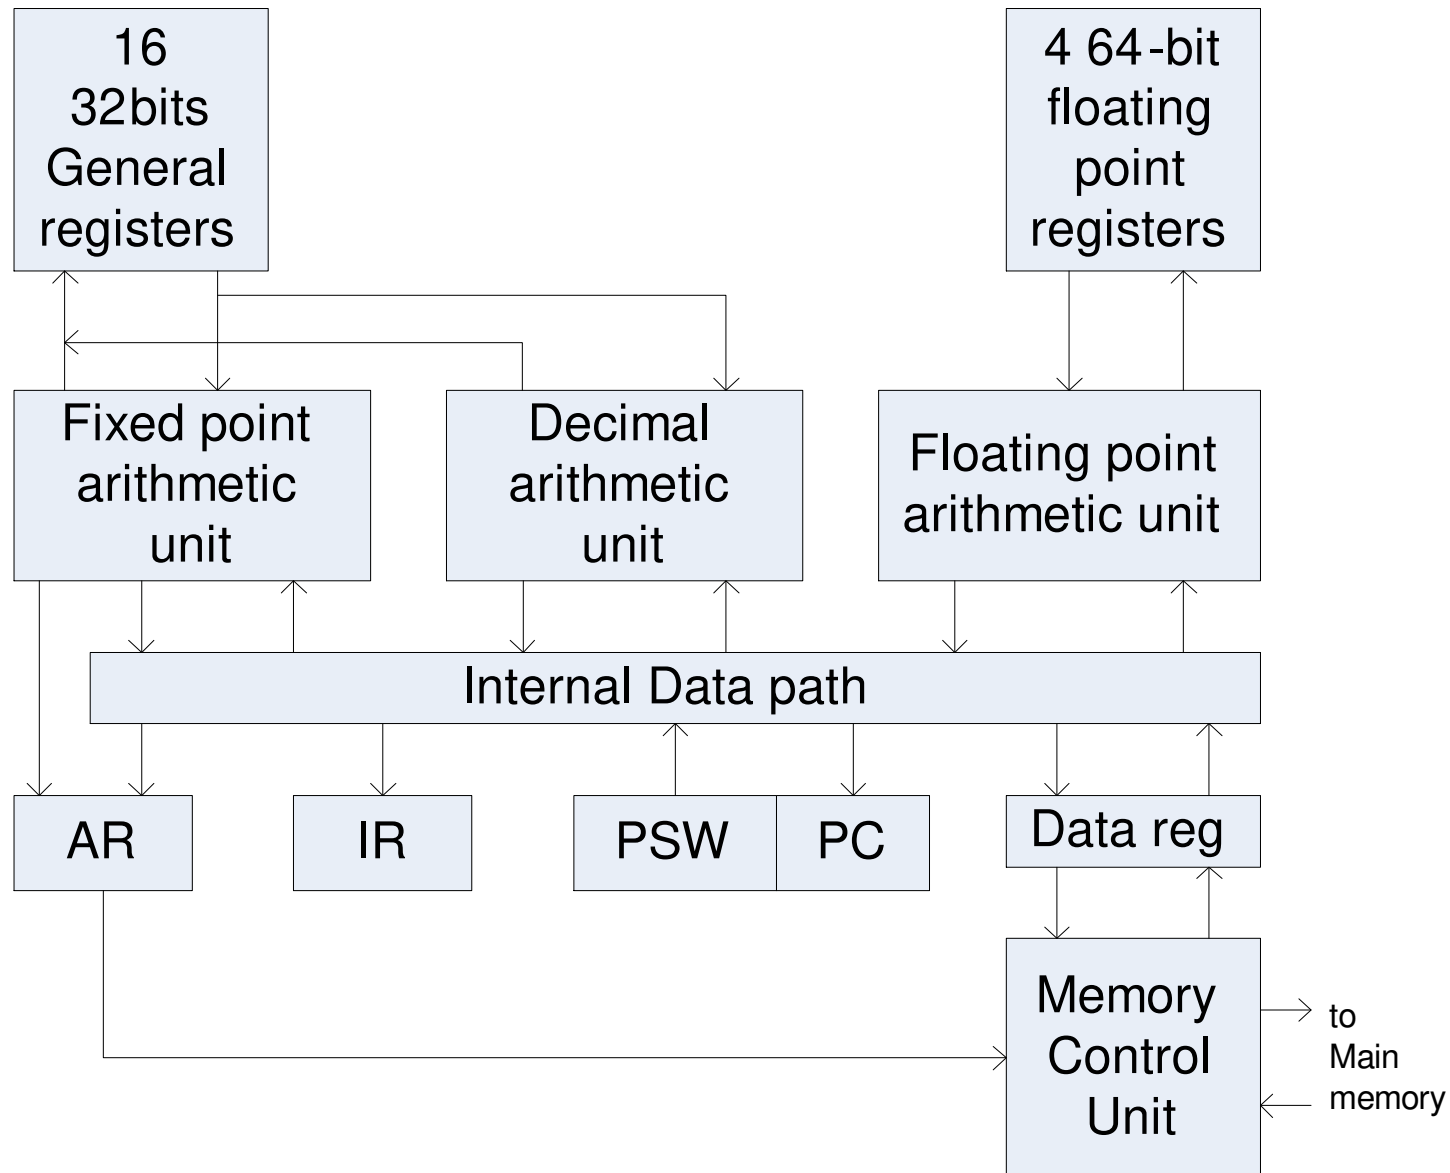 16
32bits
General
registers
4 64-bit
floating
point
registers
Fixed point
arithmetic
unit
Decimal
arithmetic
unit
Floating point
arithmetic unit
Internal Data path
AR
IR
PSW
PC
Data reg
Memory
Control
Unit
to
Main
memory